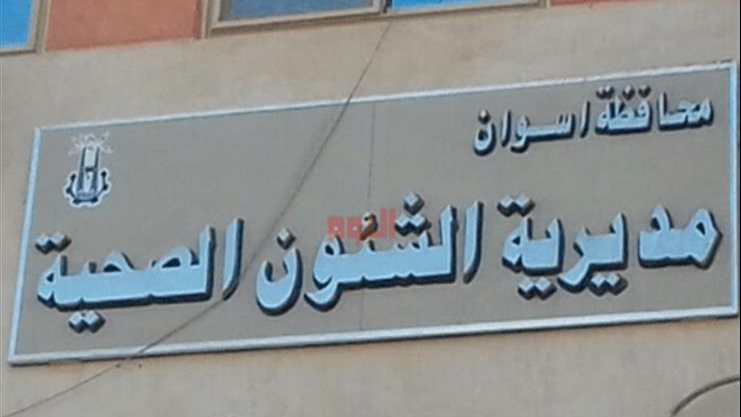 محافظة اسوان
مديرية الشئون الصحية